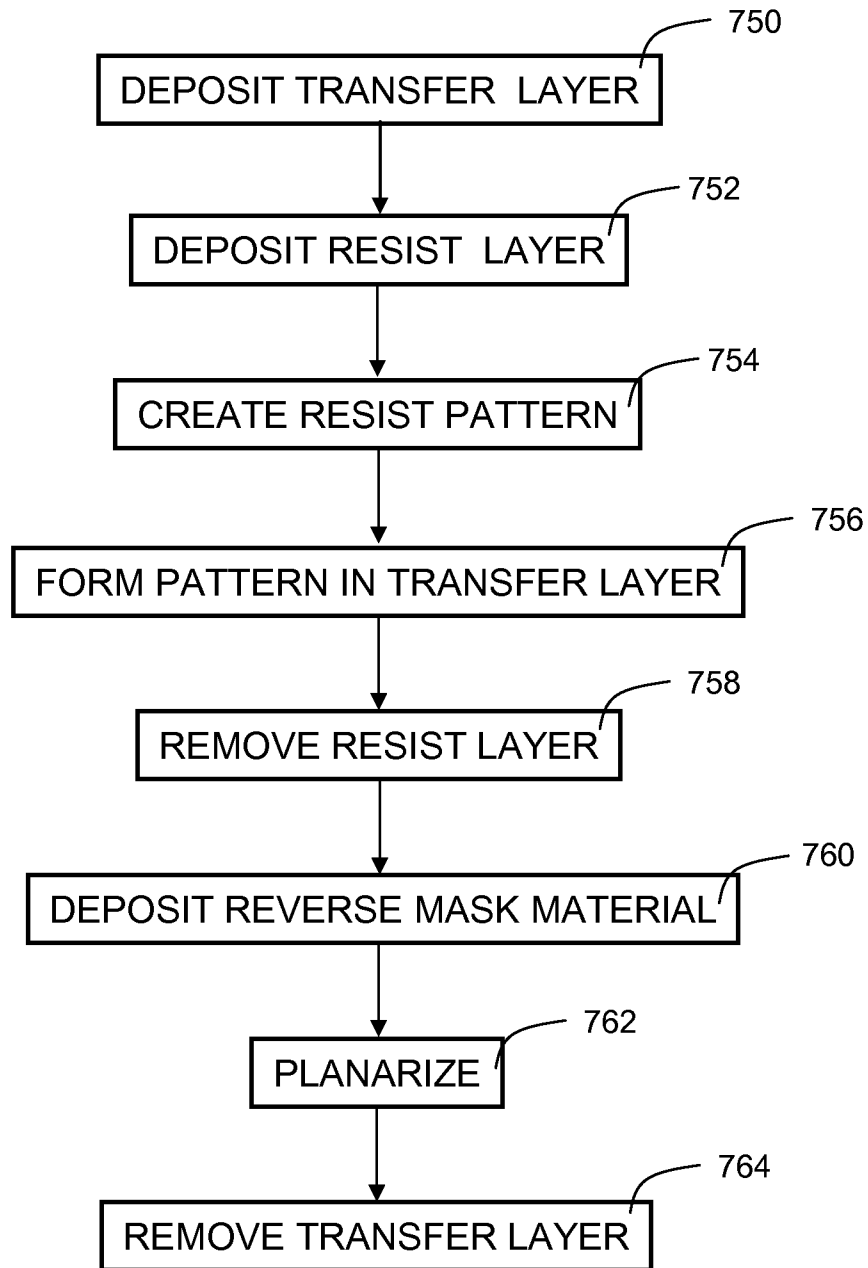 750
DEPOSIT TRANSFER LAYER
752
DEPOSIT RESIST LAYER
754
CREATE RESIST PATTERN
756
FORM PATTERN IN TRANSFER LAYER
758
REMOVE RESIST LAYER
760
DEPOSIT REVERSE MASK MATERIAL
762
PLANARIZE
764
REMOVE TRANSFER LAYER